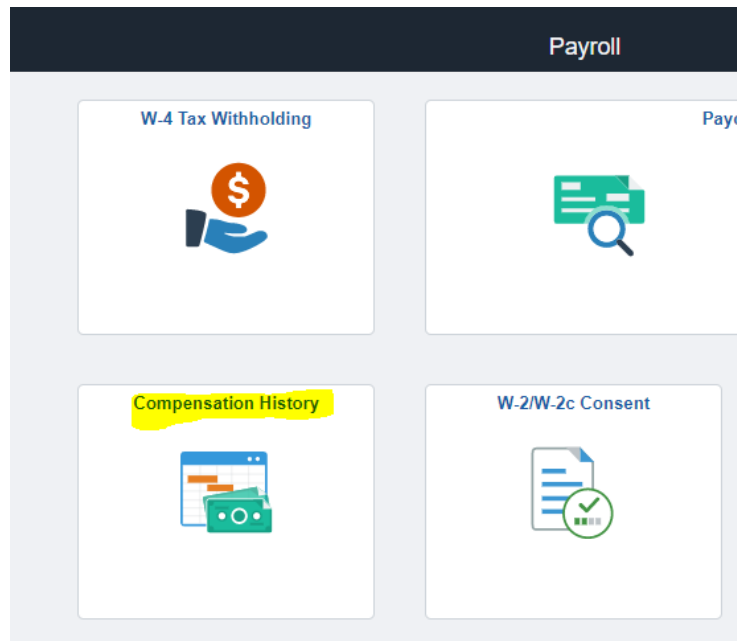 Payroll
W-4 Tax Withholding
Compensation History
W-2/W-2c Consent